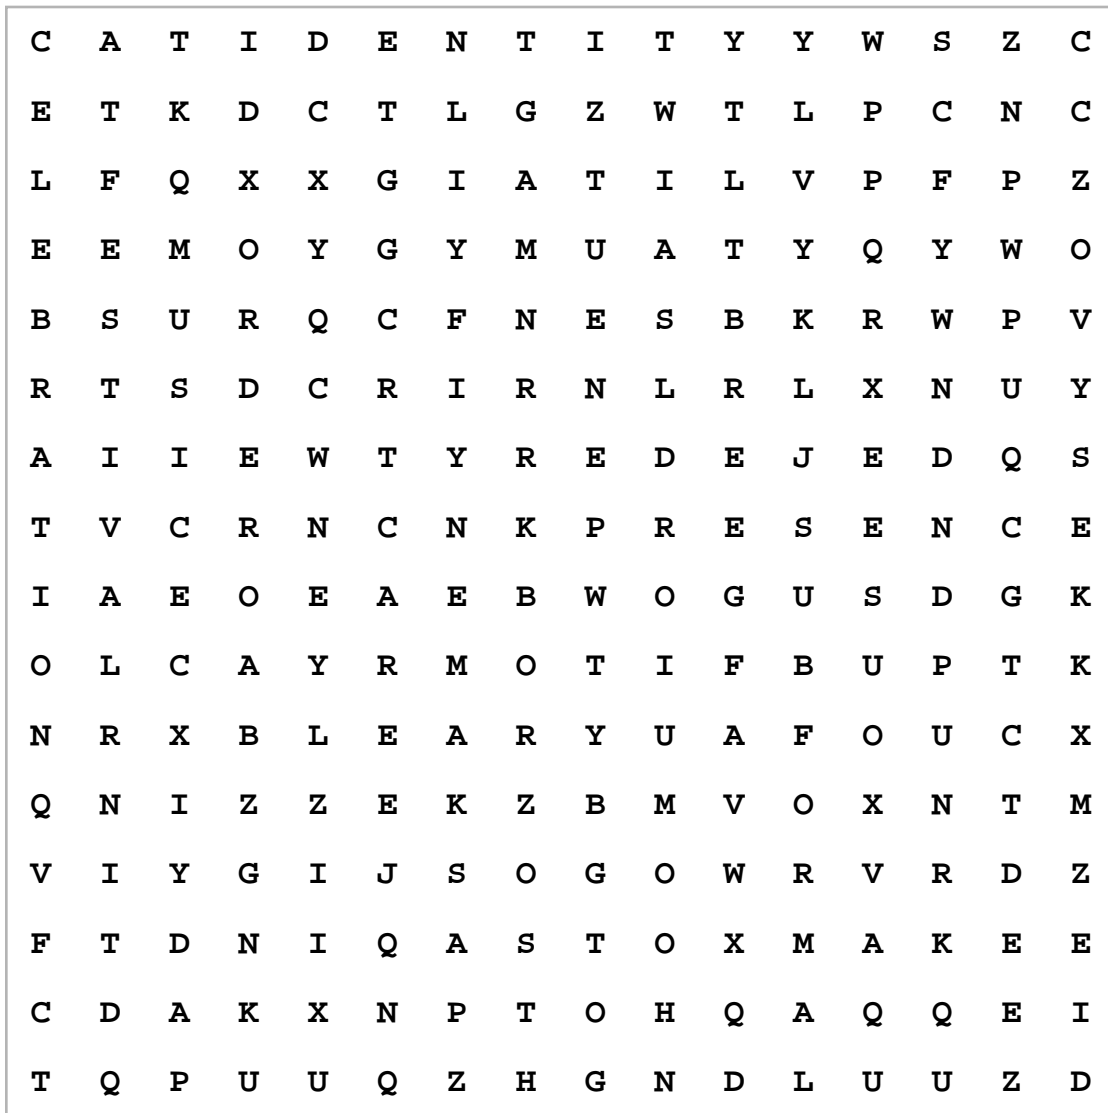 C A T I D E N T I T Y Y W S Z C
E T K D C T L G Z W T L P C N C
L F Q X X G I A T I L V P F P Z
E E M O Y G Y M U A T Y Q Y W O
B S U R Q C F N E S B K R W P V
R T S D C R I R N L R L X N U Y
A I I E W T Y R E D E J E D Q S
T V C R N C N K P R E S E N C E
I A E O E A E B W O G U S D G K
O L C A Y R M O T I F B U P T K
N R X B L E A R Y U A F O U C X
Q N I Z Z E K Z B M V O X N T M
V I Y G I J S O G O W R V R D Z
F T D N I Q A S T O X M A K E E
C D A K X N P T O H Q A Q Q E I
T Q P U U Q Z H G N D L U U Z D